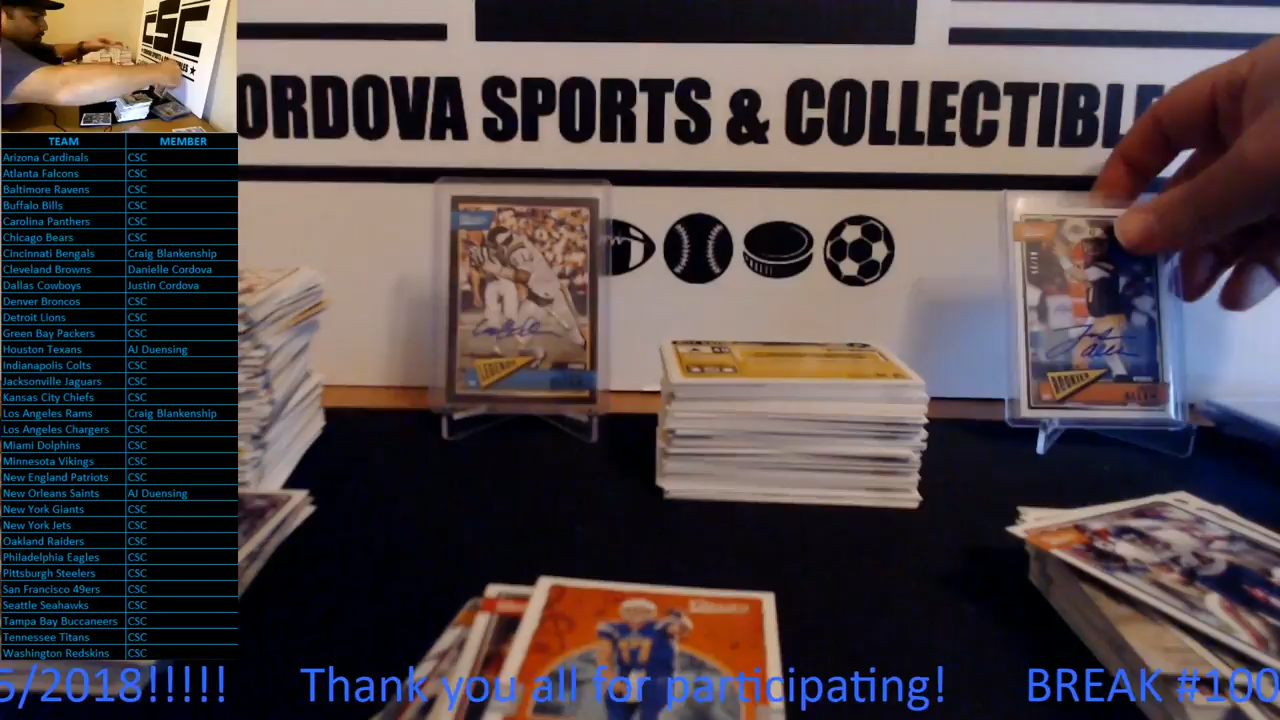 CSC
TEAM MEMBER
Arizona Cardinals CSC
Atlanta Falcons CSC
Baltimore Ravens CSC
Buffalo Bills CSC
Carolina Panthers CSC
Chicago Bears CSC
Cincinnati Bengals Craig Blankenship
Cleveland Browns Danielle Cordova
Dallas Cowboys Justin Cordova
Denver Broncos CSC
Detroit Lions CSC
Green Bay Packers CSC
Houston Texans AJ Duensing
Indianapolis Colts CSC
Jacksonville Jaguars CSC
Kansas City Chiefs CSC
Los Angeles Rams Craig Blankenship
Los Angeles Chargers CSC
Miami Dolphins CSC
Minnesota Vikings CSC
New England Patriots CSC
New Orleans Saints AJ Duensing
New York Giants CSC
New York Jets CSC
Oakland Raiders CSC
Philadelphia Eagles CSC
Pittsburgh Steelers CSC
San Francisco 49ers CSC
Seattle Seahawks CSC
Tampa Bay Buccaneers CSC
Tennessee Titans CSC
Washington Redskins CSC
ORDOVA SPORTS & COLLECTIBL
LEGENDS
ROOKIES
ALLEN
17
5/2018!!!!! Thank you all for participating! BREAK #100